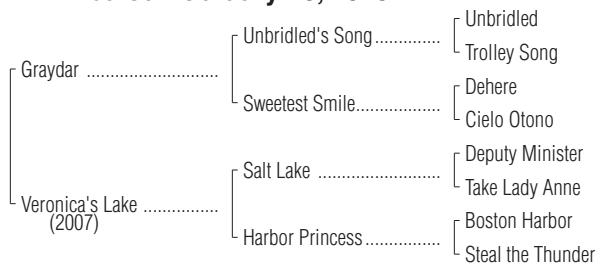 Unbridled
Unbridled's Song
Trolley Song
Graydar
Dehere
Sweetest Smile
Cielo Otono
Deputy Minister
Salt Lake
Take Lady Anne
Veronica's Lake
(2007)
Boston Harbor
Harbor Princess
Steal the Thunder